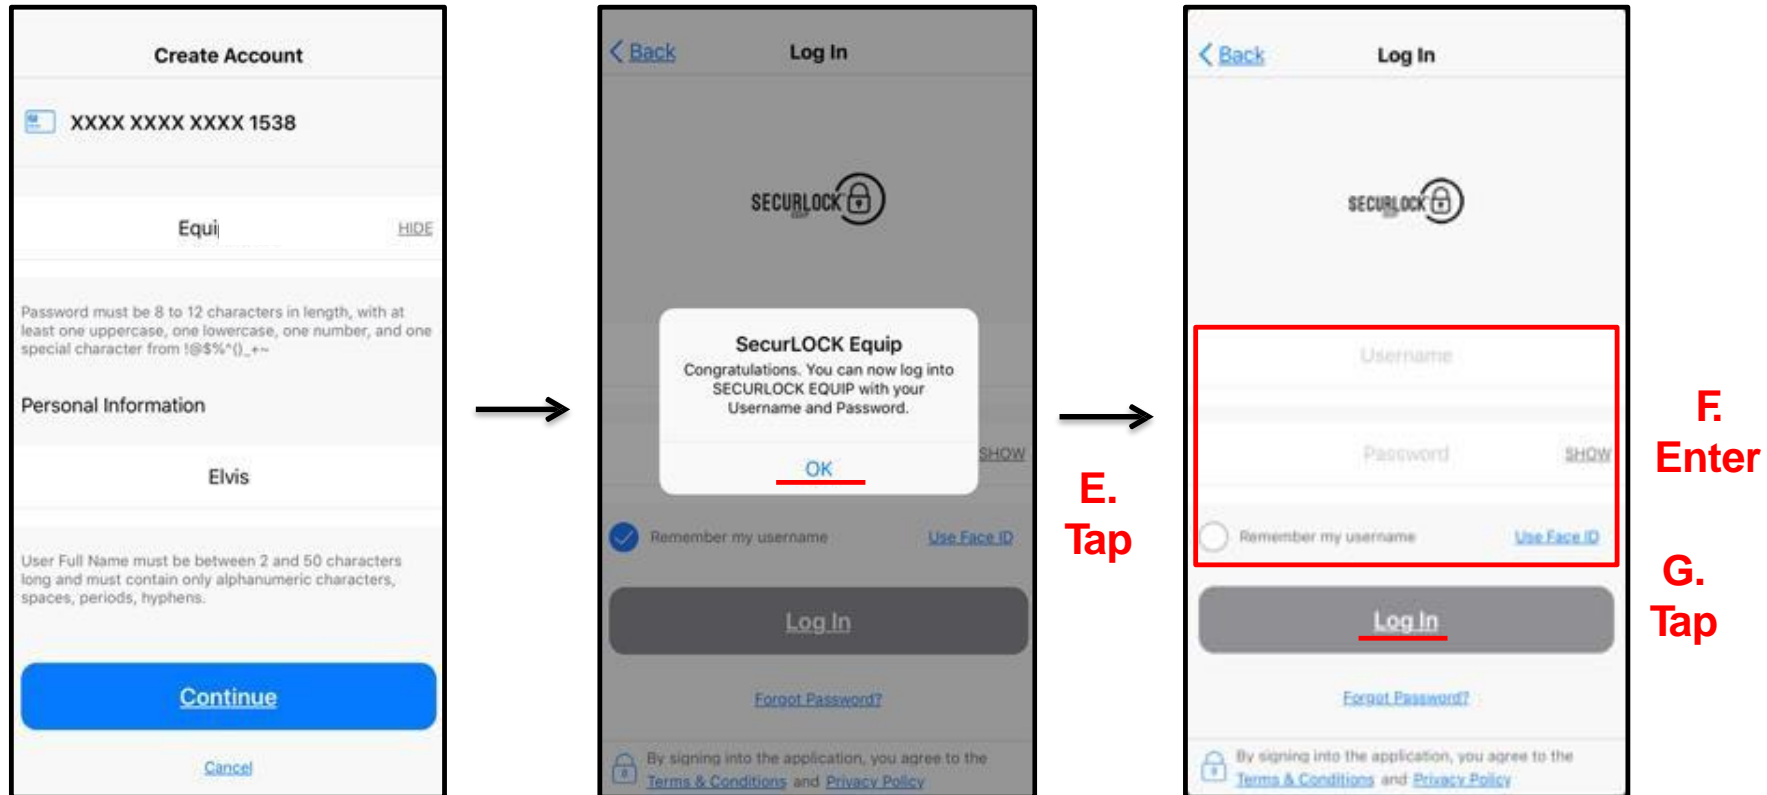 Create Account
XXXX XXXX XXXX 1538
Equi
HIDE
Password must be 8 to 12 characters in length, with at
least one uppercase, one lowercase, one number, and one
special character from !@$%^()_+~
Personal Information
Elvis
User Full Name must be between 2 and 50 characters
long and must contain only alphanumeric characters,
spaces, periods, hyphens.
Continue
Cancel
Back
Log In
SECURLOCK
SecurLOCK Equip
Congratulations. You can now log into
SECURLOCK EQUIP with your
Username and Password.
OK
SHOW
Remember my username
Use Face ID
Log In
Forgot Password?
By signing into the application, you agree to the
Terms & Conditions and Privacy Policy
E.
Tap
Back
Log In
SECURLOCK
Username
Password
SHOW
Remember my username
Use Face ID
Log In
Forgot Password?
By signing into the application, you agree to the
Terms & Conditions and Privacy Policy
F.
Enter
G.
Tap